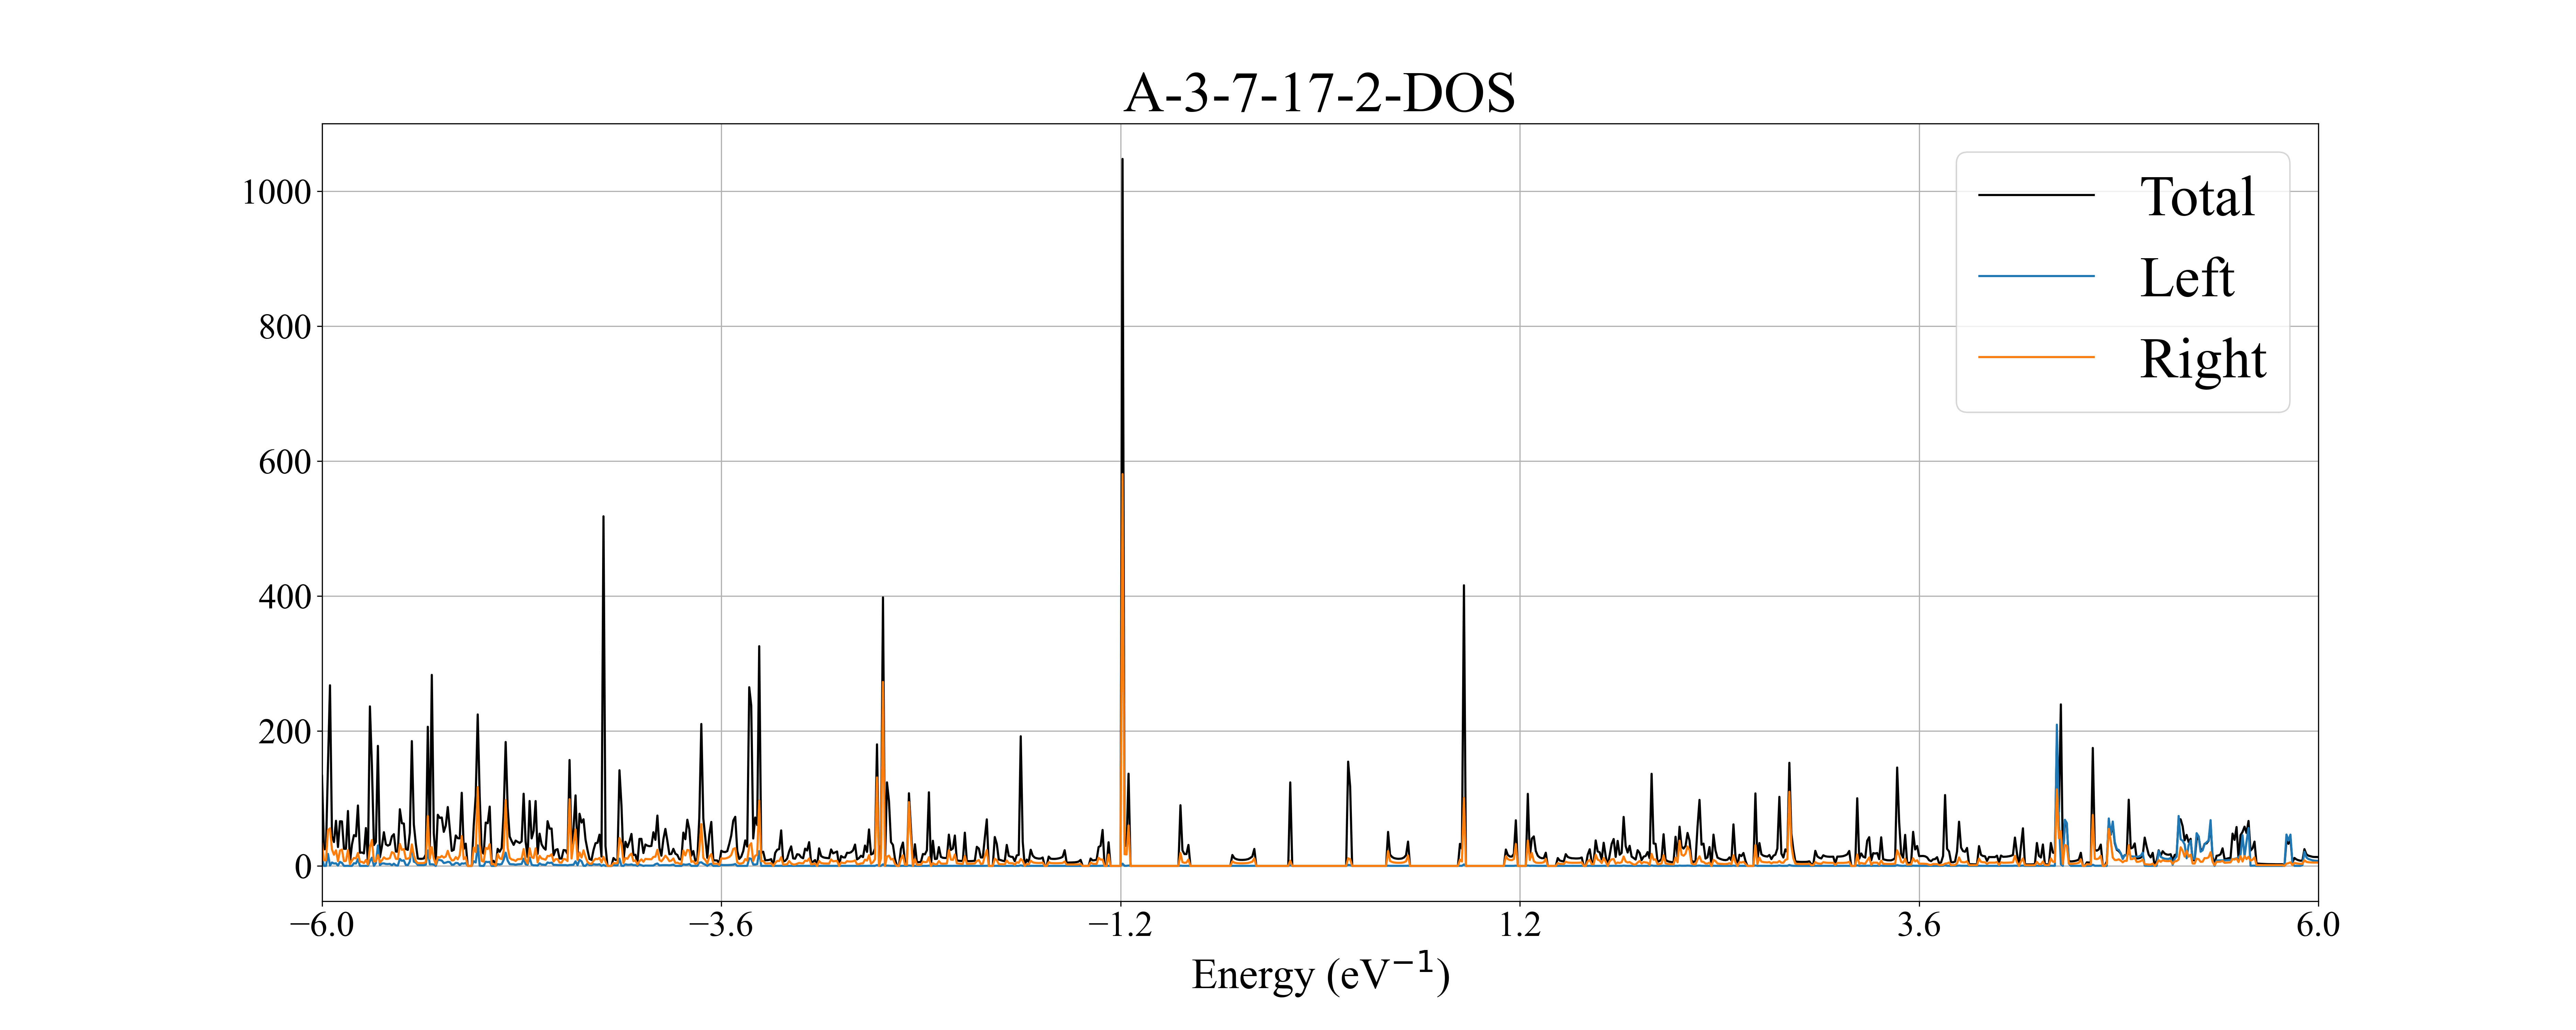 A-3-7-17-2-DOS
1000
800
600
400
200
0
Total
Left
Right
−6.0 −3.6 −1.2 1.2 3.6 6.0
Energy (eV⁻¹)